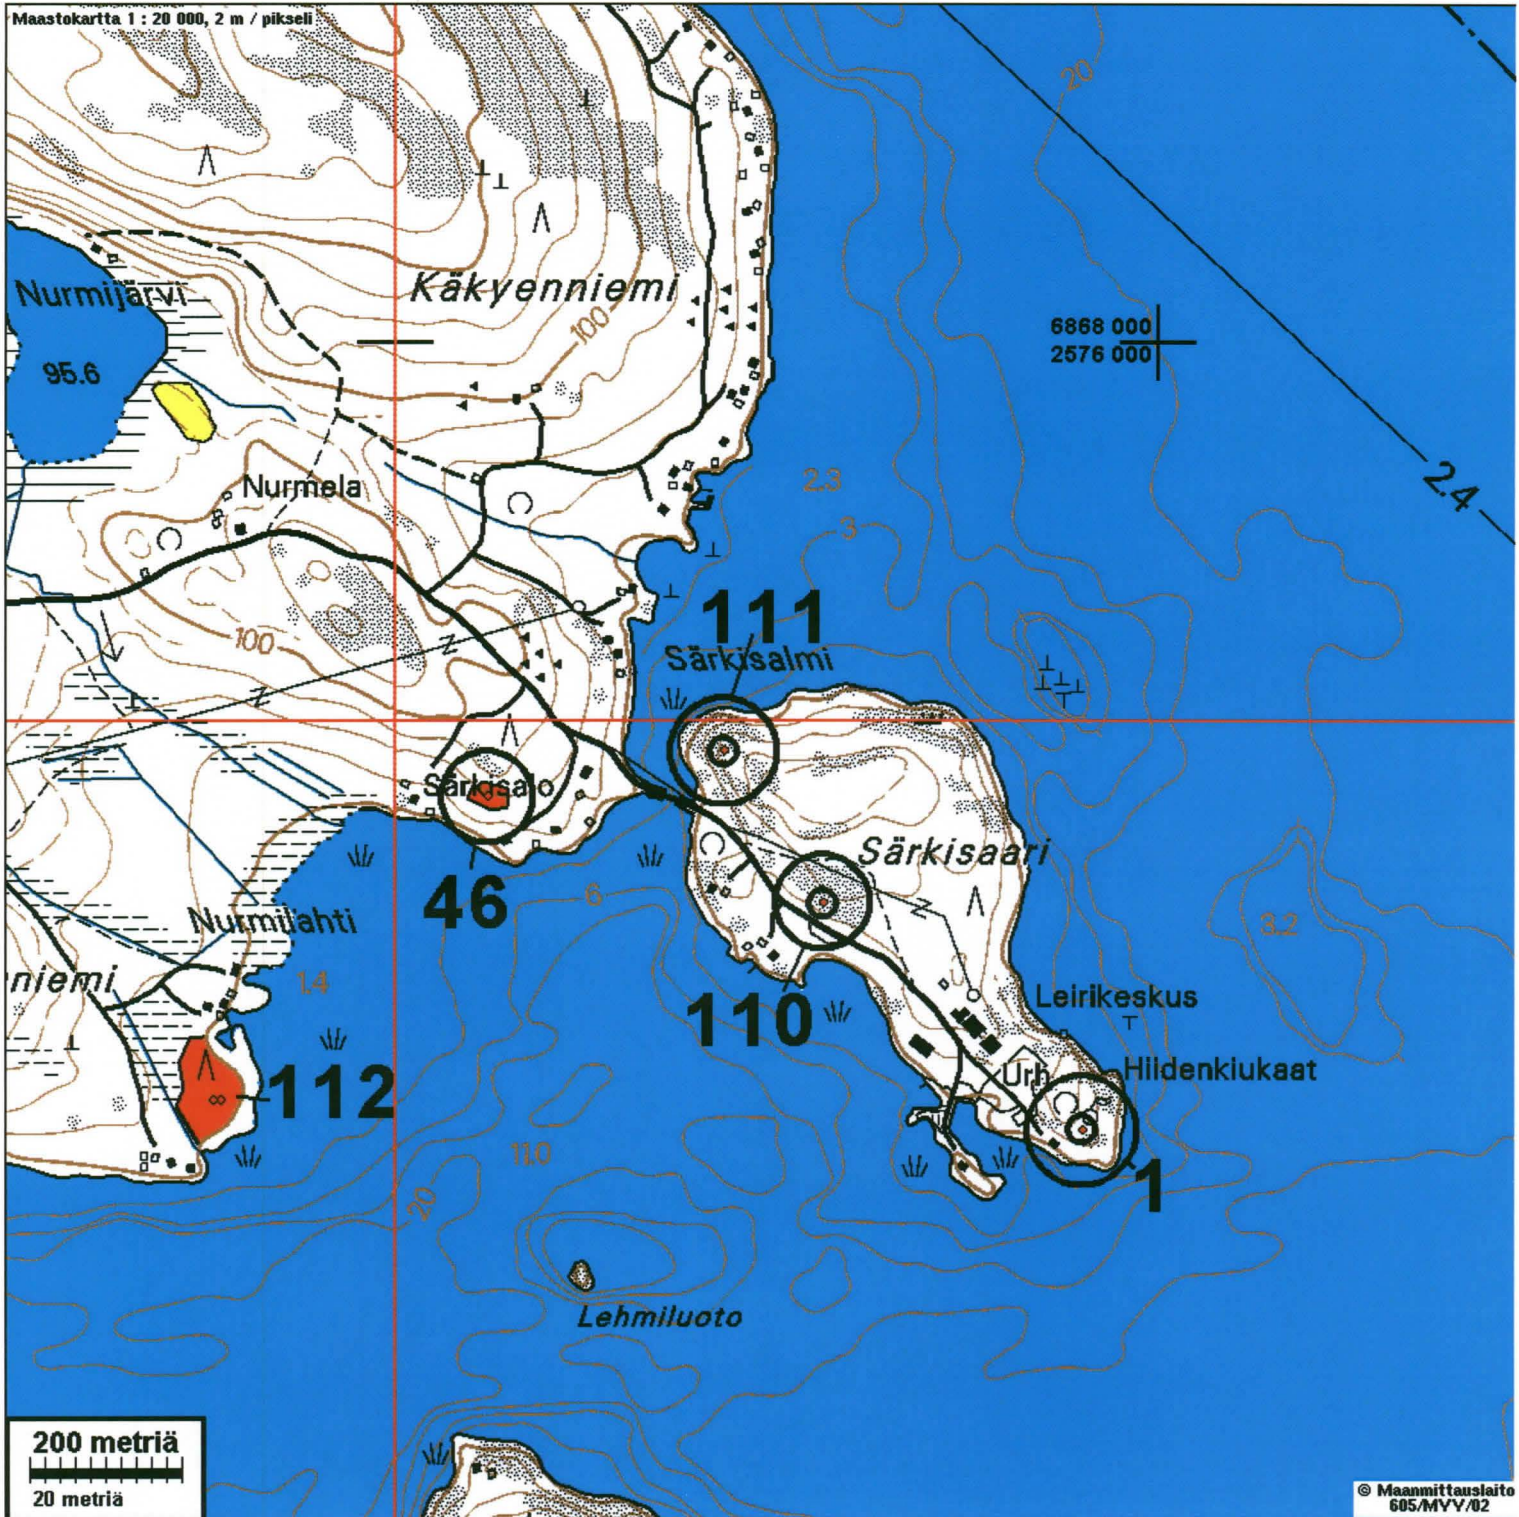 Maastokartta 1 : 20 000, 2 m / pikseli
20
Nurmijärvi
Käkyenniemi
100
6868 000
2576 000
95.6
Nurmela
2.3
3
2.4
100
111
Särkisalmi
Särkisalo
46
6
Särkisaari
Nurmilahti
3.2
niemi
1.4
110
Leirikeskus
Urh.
Hiidenkiukaat
112
11.0
20
1
Lehmiluoto
200 metriä
20 metriä
© Maanmittauslaito
605/MYY/02